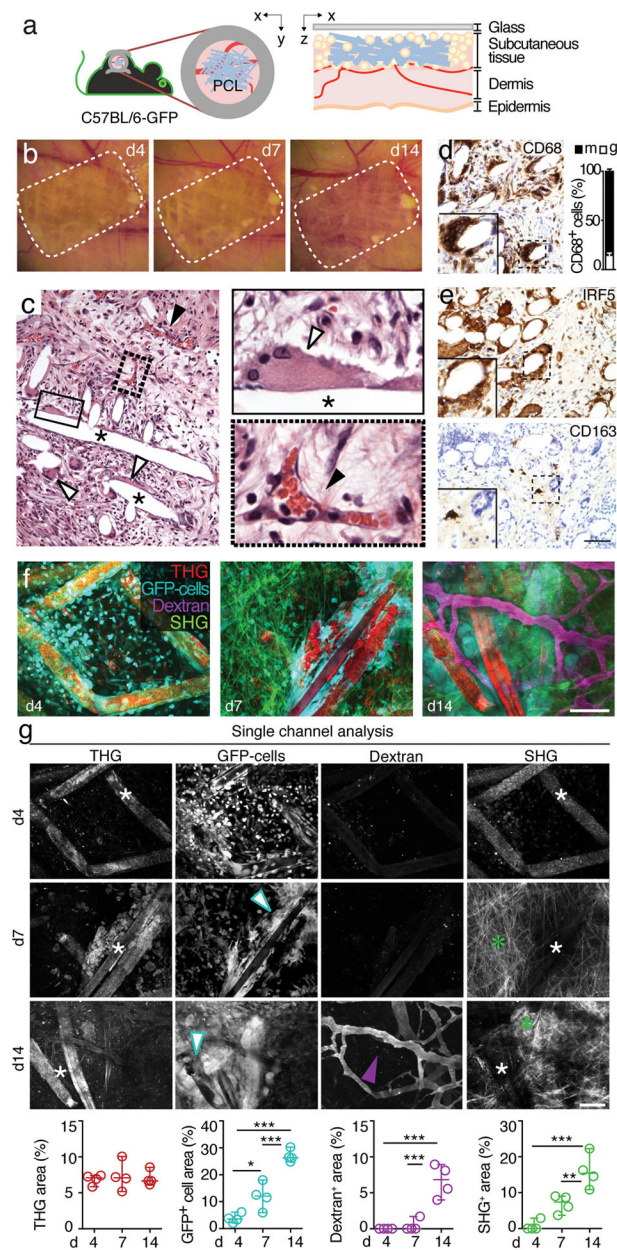 a
x
y
z
x
PCL
C57BL/6-GFP
Glass
Subcutaneous
tissue
Dermis
Epidermis
b
d4
d7
d14
c
*
*
*
d
CD68
m g
100
50
0
CD68+ cells (%)
e
IRF5
CD163
f
THG
GFP-cells
Dextran
SHG
d4
d7
d14
g
Single channel analysis
THG GFP-cells Dextran SHG
d4
*
*
d7
*
*
*
d14
*
*
*
THG area (%)
15
10
5
0
d 4 7 14
GFP+ cell area (%)
40
30
20
10
0
***
***
*
d 4 7 14
Dextran+ area (%)
15
10
5
0
***
***
d 4 7 14
SHG+ area (%)
30
20
10
0
***
**
d 4 7 14